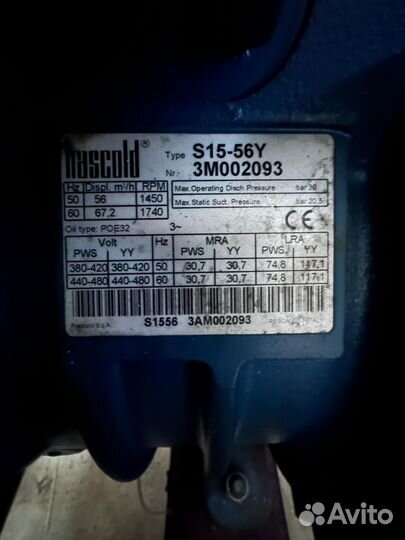 frascold®
Type S15-56Y
Nr. 3M002093
Hz Displ. m³/h RPM
50 56 1450
60 67,2 1740
Max.Operating Disch Pressure bar 30
Max.Static Suct. Pressure bar 20,5
Oil type: POE32 3~
CE
Volt MRA LRA
PWS YY Hz PWS YY PWS YY
380-420 380-420 50 30,7 30,7 74,8 117,1
440-480 440-480 60 30,7 30,7 74,8 117,1
S1556 3AM002093
Frascold S.p.A.
Avito